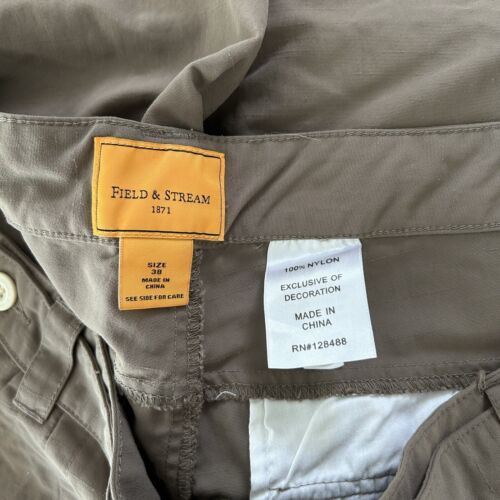 FIELD & STREAM
1871
SIZE
38
MADE IN
CHINA
SEE SIDE FOR CARE
100% NYLON
EXCLUSIVE OF
DECORATION
MADE IN
CHINA
RN#128488